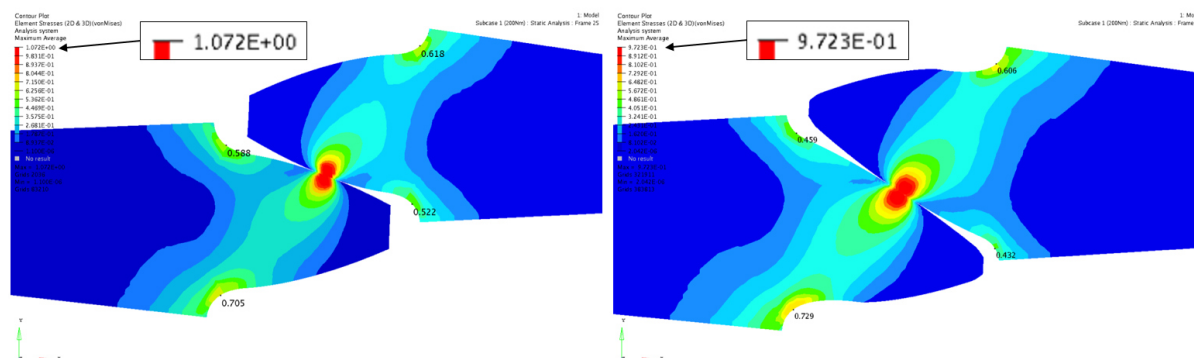 Contour Plot
Element Stresses (2D & 3D)(vonMises)
Analysis system
Maximum Average
1.072E+00
9.831E-01
8.937E-01
8.044E-01
7.150E-01
6.256E-01
5.362E-01
4.469E-01
3.575E-01
2.681E-01
No result
1.072E+00
1: Model
Subcase 1 (200Nm) : Static Analysis : Frame 25
0.618
0.588
0.522
0.705
Y
Contour Plot
Element Stresses (2D & 3D)(vonMises)
Analysis system
Maximum Average
9.723E-01
8.912E-01
8.102E-01
7.292E-01
6.482E-01
5.672E-01
4.861E-01
4.051E-01
3.241E-01
No result
9.723E-01
1: Model
Subcase 1 (200Nm) : Static Analysis : Frame 25
0.606
0.459
0.432
0.729
Y